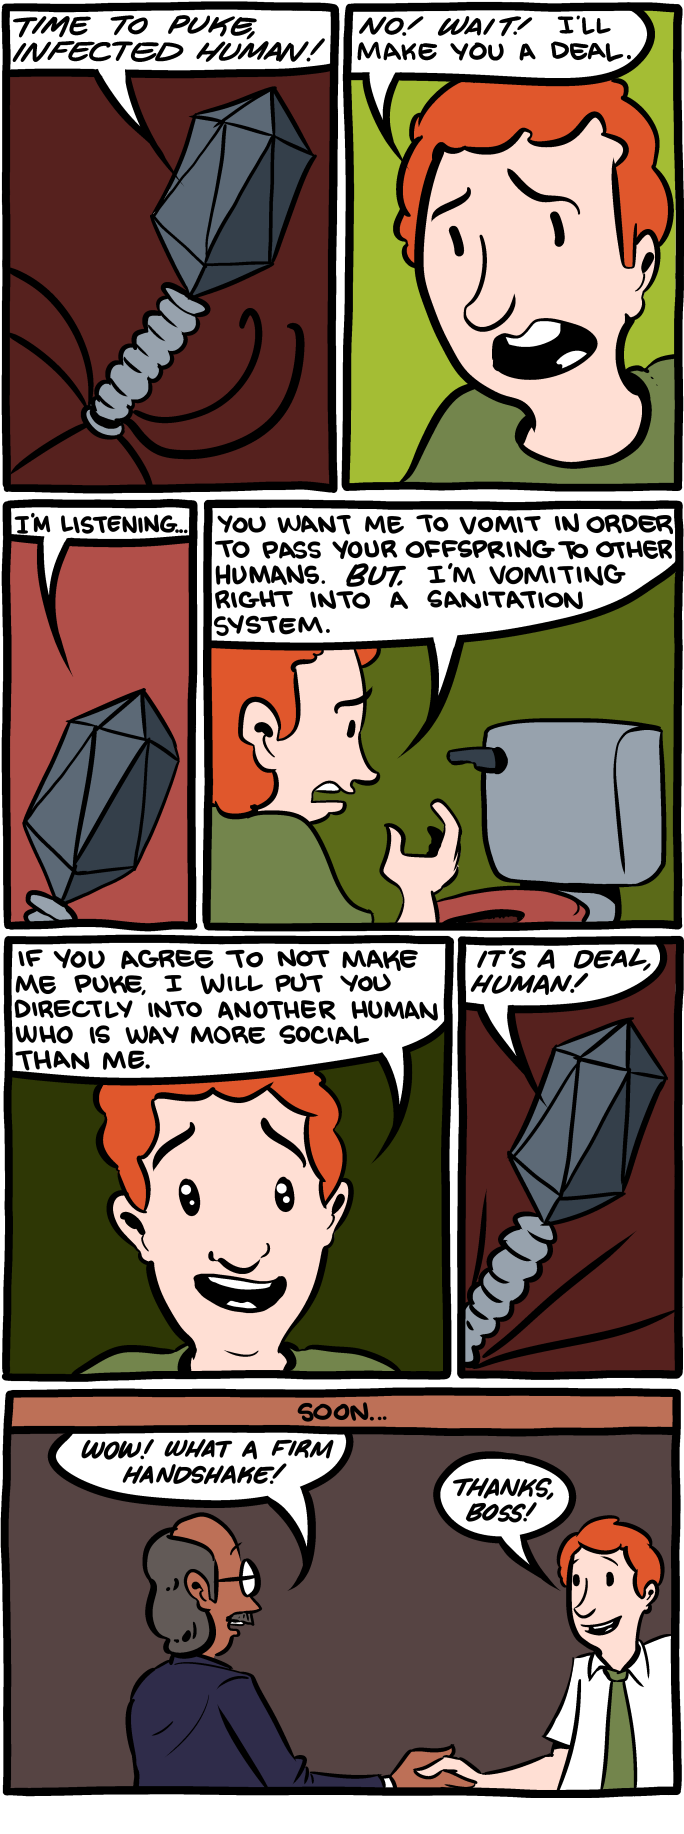 TIME TO PUKE,
INFECTED HUMAN!
NO! WAIT! I'LL
MAKE YOU A DEAL.
I'M LISTENING...
YOU WANT ME TO VOMIT IN ORDER
TO PASS YOUR OFFSPRING TO OTHER
HUMANS. BUT. I'M VOMITING
RIGHT INTO A SANITATION
SYSTEM.
IF YOU AGREE TO NOT MAKE
ME PUKE, I WILL PUT YOU
DIRECTLY INTO ANOTHER HUMAN
WHO IS WAY MORE SOCIAL
THAN ME.
IT'S A DEAL,
HUMAN!
SOON...
WOW! WHAT A FIRM
HANDSHAKE!
THANKS,
BOSS!